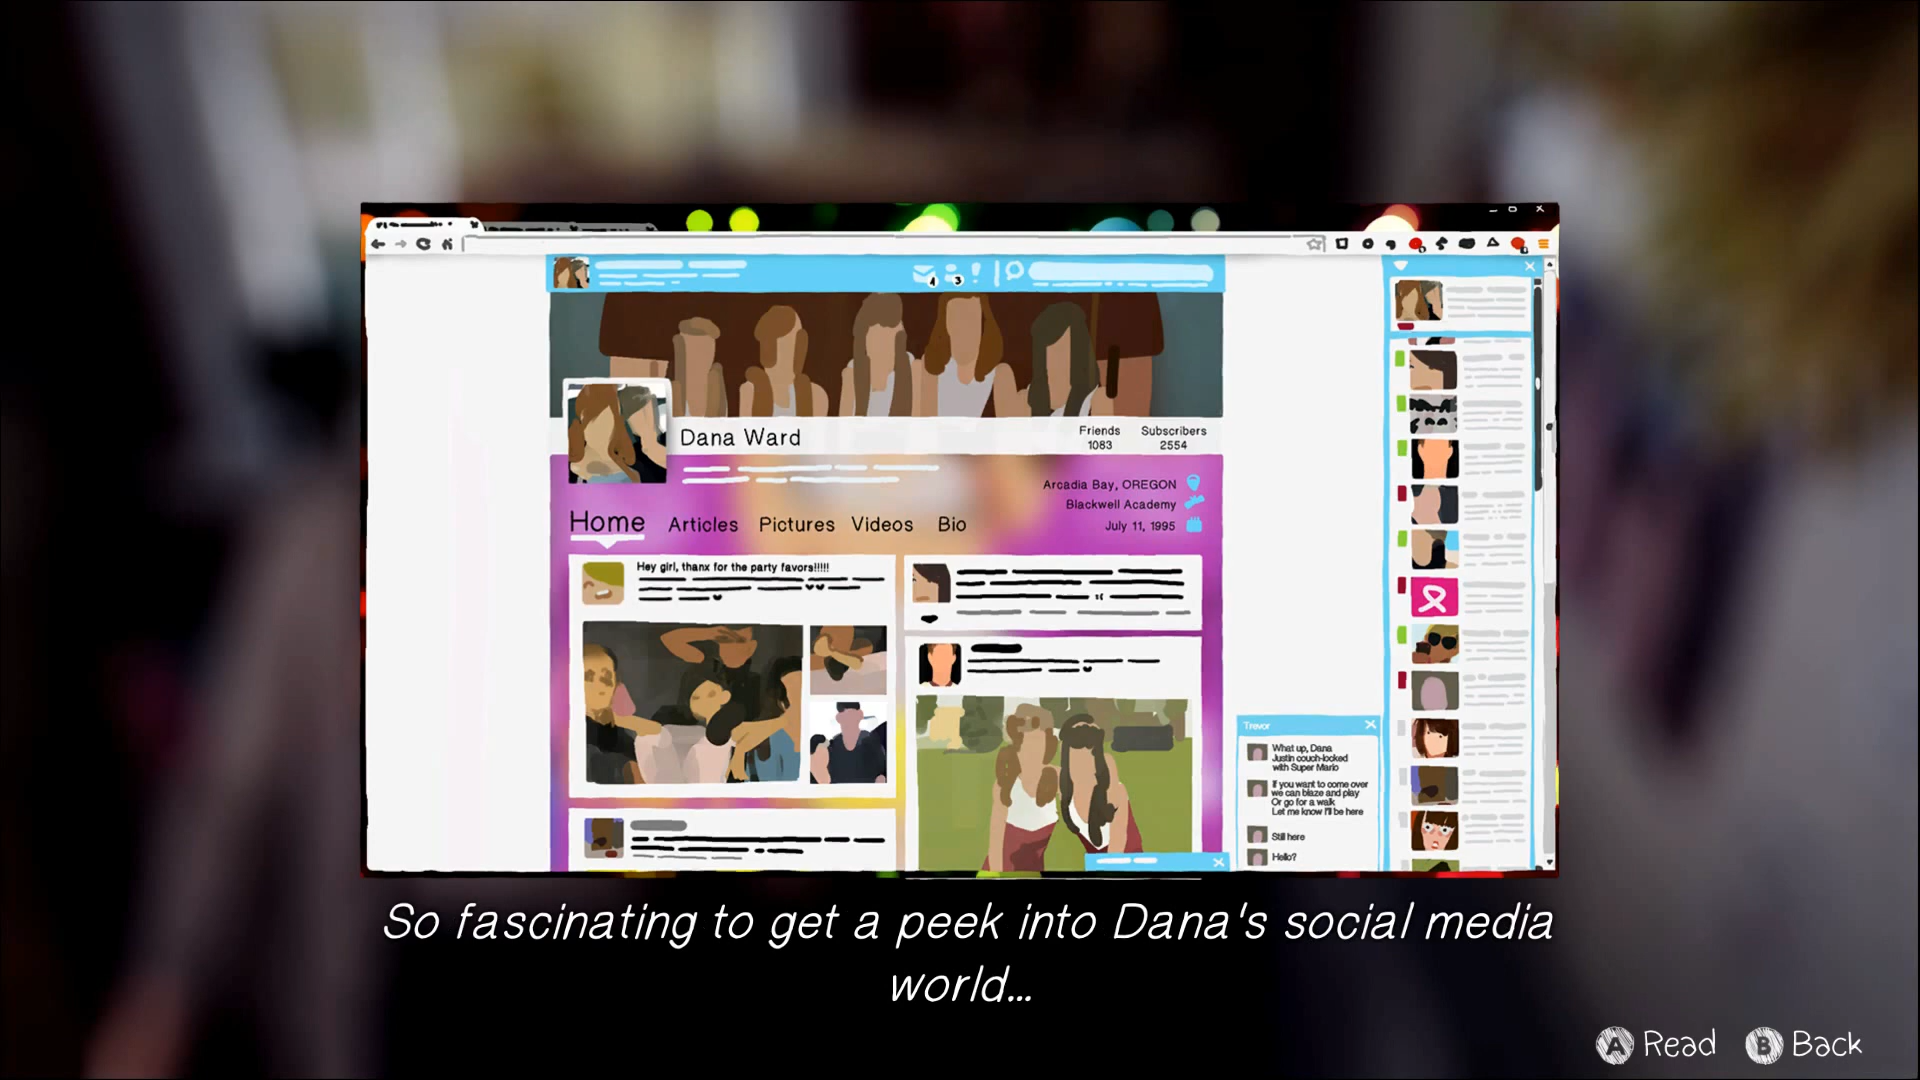 4
3
Dana Ward
Friends
1083
Subscribers
2554
Arcadia Bay, OREGON
Blackwell Academy
July 11, 1995
Home
Articles
Pictures
Videos
Bio
Hey girl, thanx for the party favors!!!!!
:(
Trevor
What up, Dana
Justin couch-locked
with Super Mario
If you want to come over
we can blaze and play
Or go for a walk
Let me know I'll be here
Still here
Hello?
So fascinating to get a peek into Dana's social media
world...
A Read
B Back